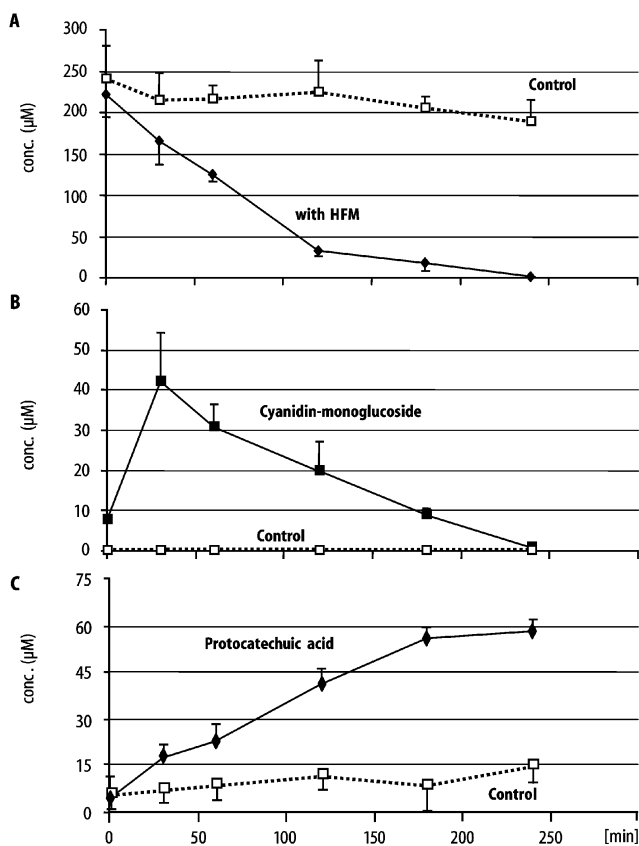 A
300
250
200
150
100
50
0
conc. (µM)
Control
with HFM
B
60
50
40
30
20
10
0
conc. (µM)
Cyanidin-monoglucoside
Control
C
75
60
45
30
15
0
conc. (µM)
Protocatechuic acid
Control
0 50 100 150 200 250 [min]